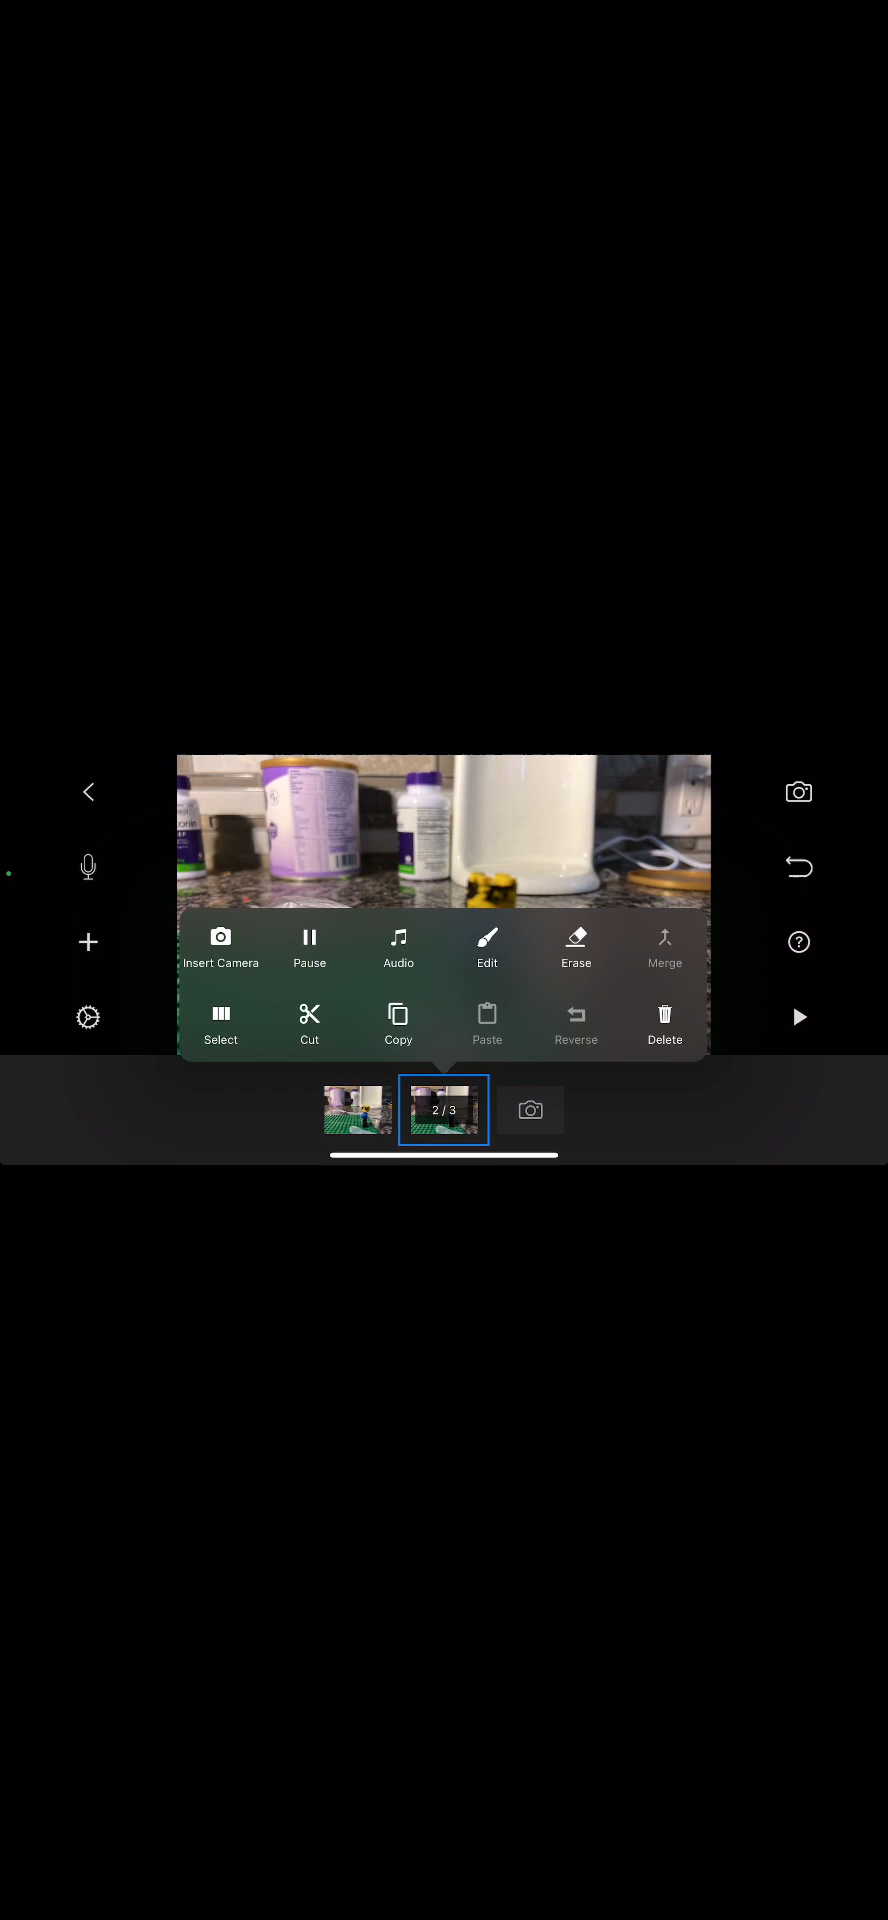 Insert Camera
Pause
Audio
Edit
Erase
Merge
Select
Cut
Copy
Paste
Reverse
Delete
2 / 3